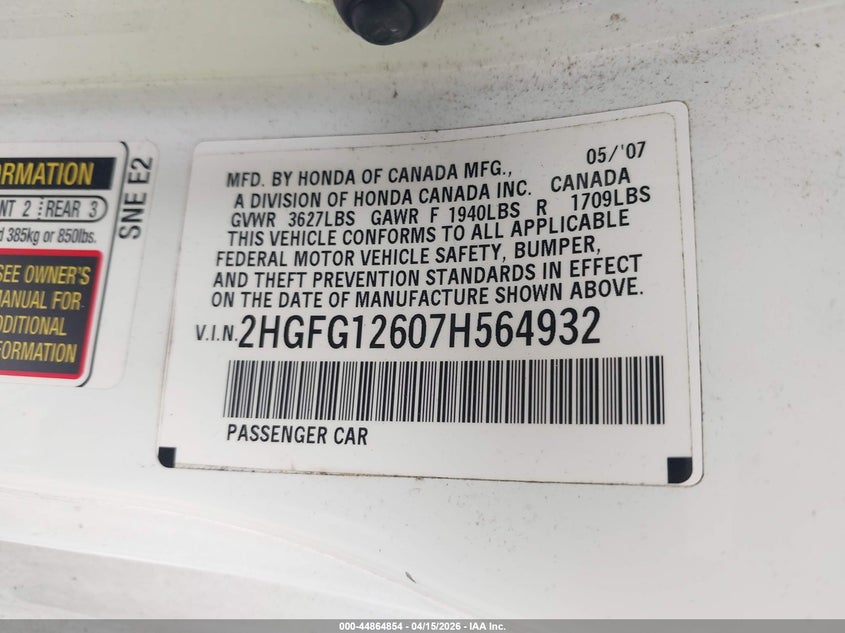 ORMATION
NT 2 REAR 3
d 385kg or 850lbs.
SEE OWNER'S
MANUAL FOR
DDITIONAL
FORMATION
SNE E2
MFD. BY HONDA OF CANADA MFG., 05/'07
A DIVISION OF HONDA CANADA INC. CANADA
GVWR 3627LBS GAWR F 1940LBS R 1709LBS
THIS VEHICLE CONFORMS TO ALL APPLICABLE
FEDERAL MOTOR VEHICLE SAFETY, BUMPER,
AND THEFT PREVENTION STANDARDS IN EFFECT
ON THE DATE OF MANUFACTURE SHOWN ABOVE.
V.I.N. 2HGFG12607H564932
PASSENGER CAR
000-44864854 - 04/15/2026 - IAA Inc.